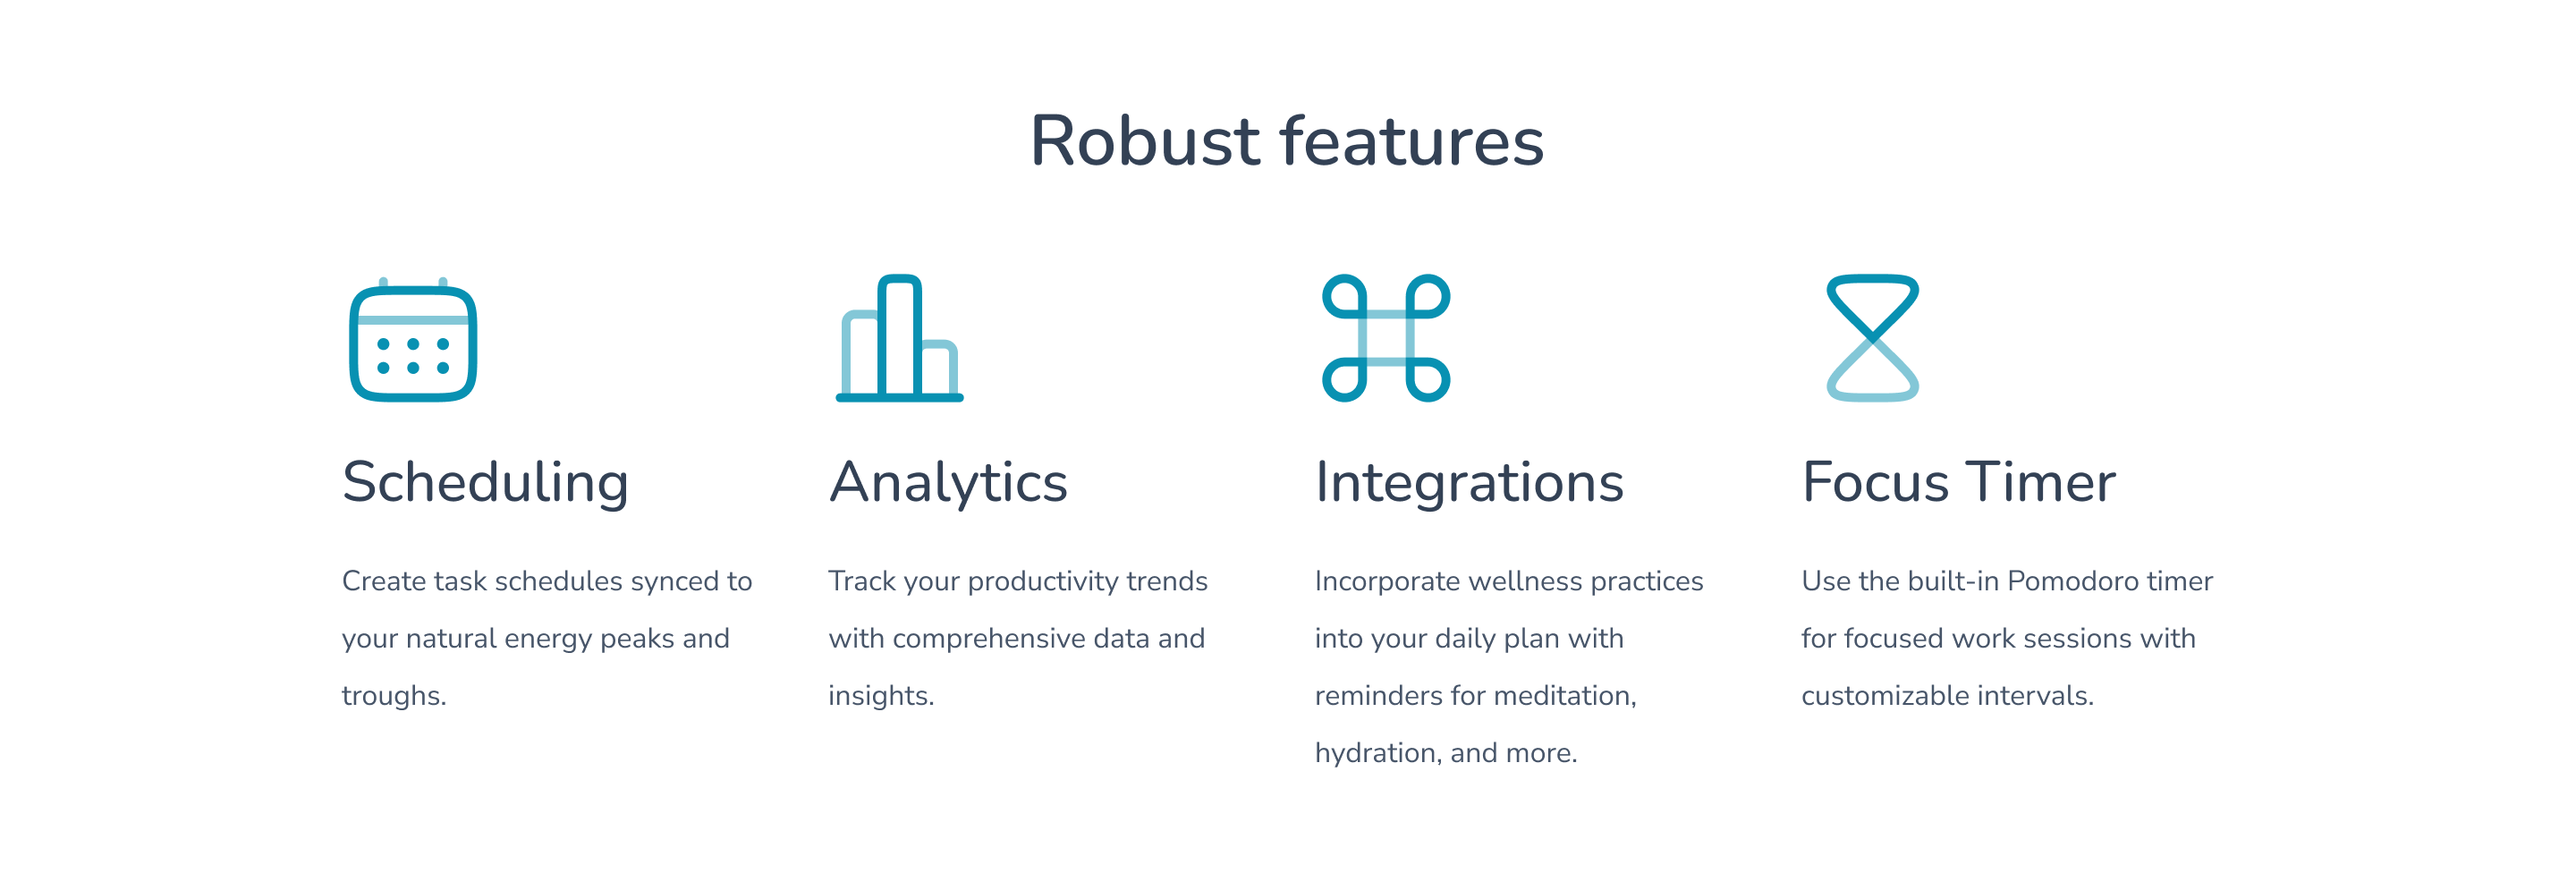 Robust features
Scheduling
Create task schedules synced to
your natural energy peaks and
troughs.
Analytics
Track your productivity trends
with comprehensive data and
insights.
Integrations
Incorporate wellness practices
into your daily plan with
reminders for meditation,
hydration, and more.
Focus Timer
Use the built-in Pomodoro timer
for focused work sessions with
customizable intervals.